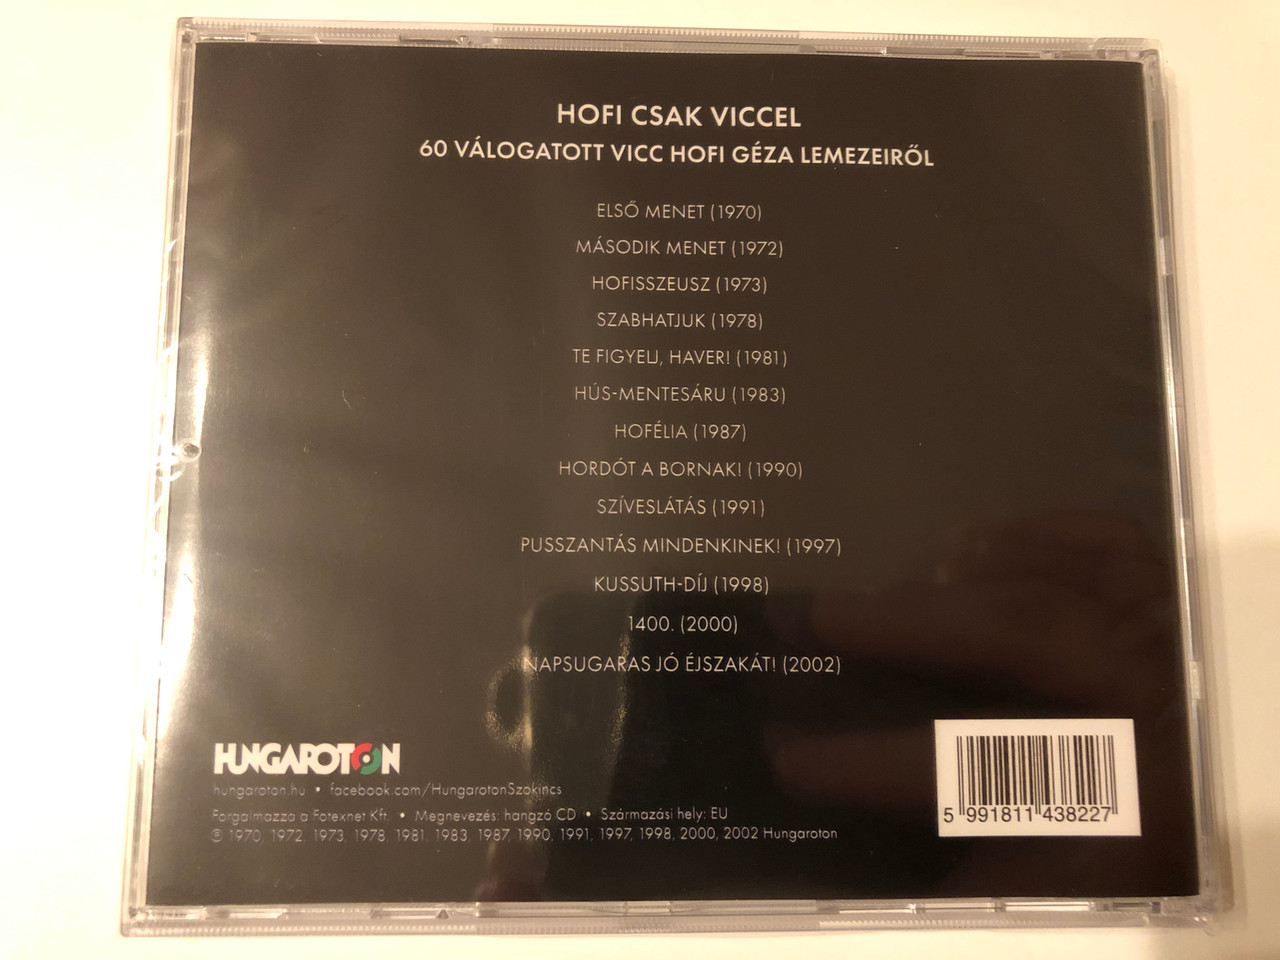 HOFI CSAK VICCEL
60 VÁLOGATOTT VICC HOFI GÉZA LEMEZEIRŐL
ELSŐ MENET (1970)
MÁSODIK MENET (1972)
HOFISSZEUSZ (1973)
SZABHATJUK (1978)
TE FIGYELJ, HAVER! (1981)
HÚS-MENTESÁRU (1983)
HOFÉLIA (1987)
HORDÓT A BORNAK! (1990)
SZÍVESLÁTÁS (1991)
PUSSZANTÁS MINDENKINEK! (1997)
KUSSUTH-DÍJ (1998)
1400. (2000)
NAPSUGARAS JÓ ÉJSZAKÁT! (2002)
HUNGAROTON
hungaroton.hu • facebook.com/HungarotonSzokincs
Forgalmazza a Fotexnet Kft. • Megnevezés: hangzó CD • Származási hely: EU
℗ 1970, 1972, 1973, 1978, 1981, 1983, 1987, 1990, 1991, 1997, 1998, 2000, 2002 Hungaroton
5 991811 438227